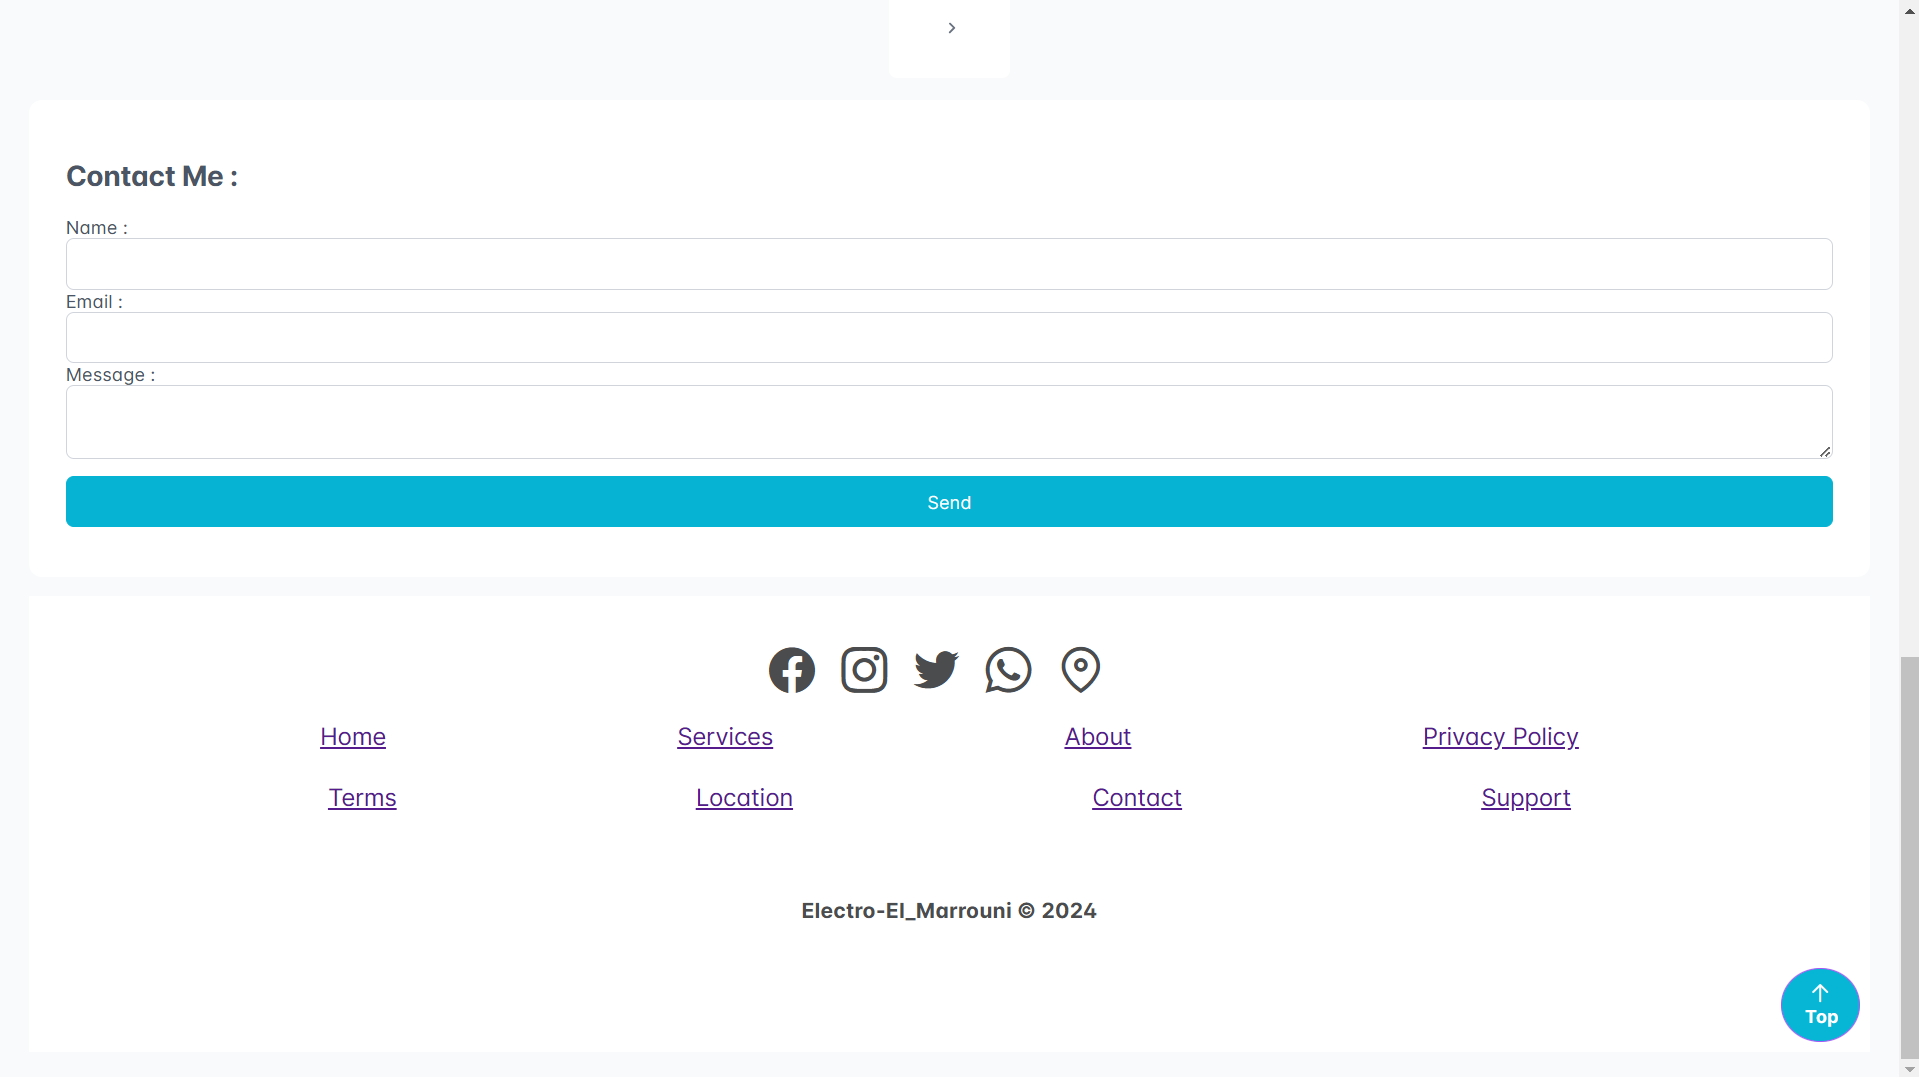 Contact Me :
Name :
Email :
Message :
Send
Home Services About Privacy Policy
Terms Location Contact Support
Electro-El_Marrouni © 2024
Top